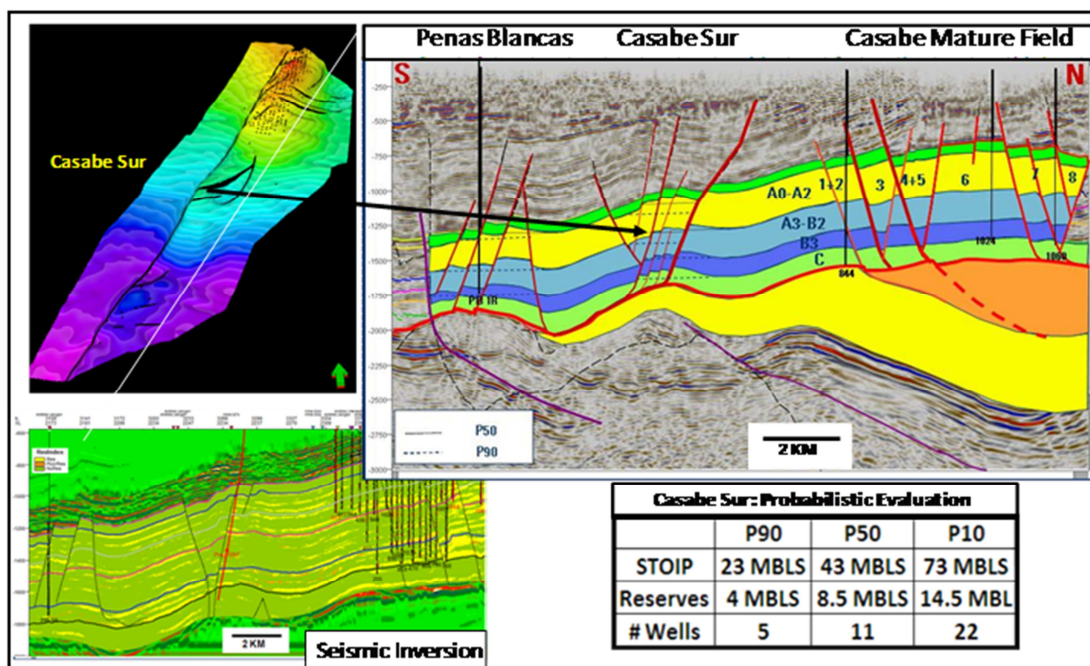 Penas Blancas Casabe Sur Casabe Mature Field
S N
Casabe Sur
-250
-500
-750
-1000
-1250
-1500
-1750
-2000
-2250
-2500
-2750
-3000
A0-A2
A3-B2
B3
C
1+2
3
4+5
6
7
8
844
1024
P50
P90
2 KM
2 KM
Seismic Inversion
Casabe Sur: Probabilistic Evaluation
P90 P50 P10
STOIP 23 MBLS 43 MBLS 73 MBLS
Reserves 4 MBLS 8.5 MBLS 14.5 MBL
# Wells 5 11 22